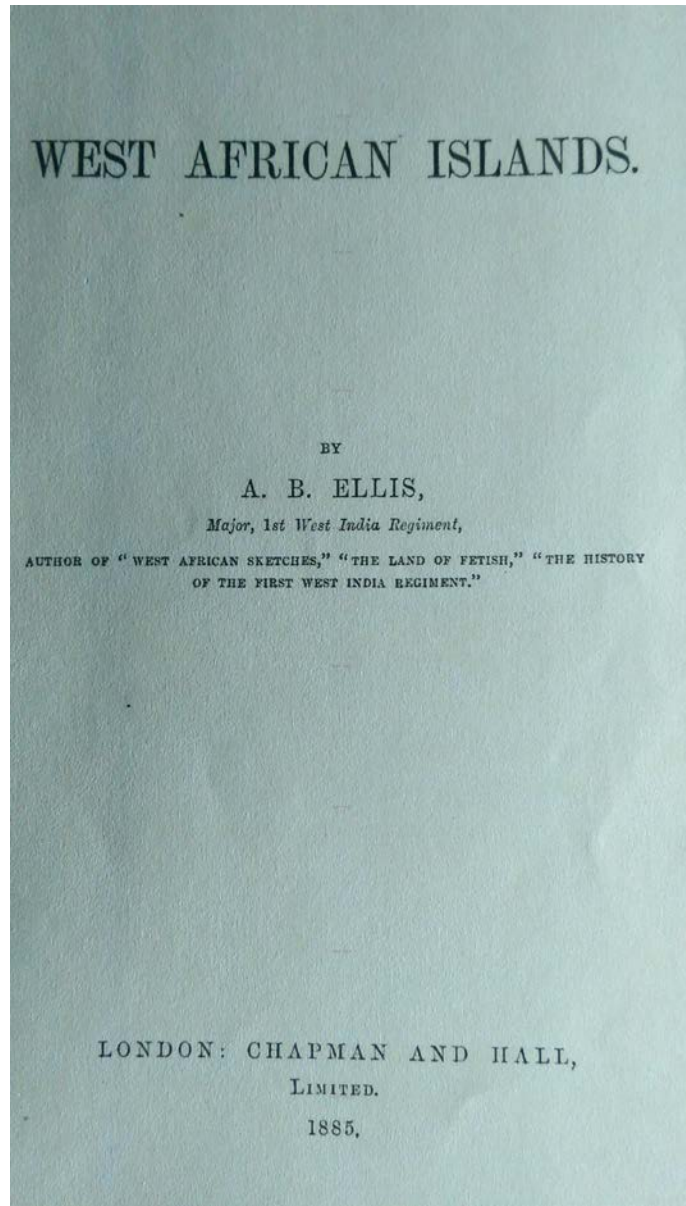 WEST AFRICAN ISLANDS.
BY
A. B. ELLIS,
Major, 1st West India Regiment,
AUTHOR OF “WEST AFRICAN SKETCHES,” “THE LAND OF FETISH,” “THE HISTORY
OF THE FIRST WEST INDIA REGIMENT.”
LONDON: CHAPMAN AND HALL,
LIMITED.
1885.